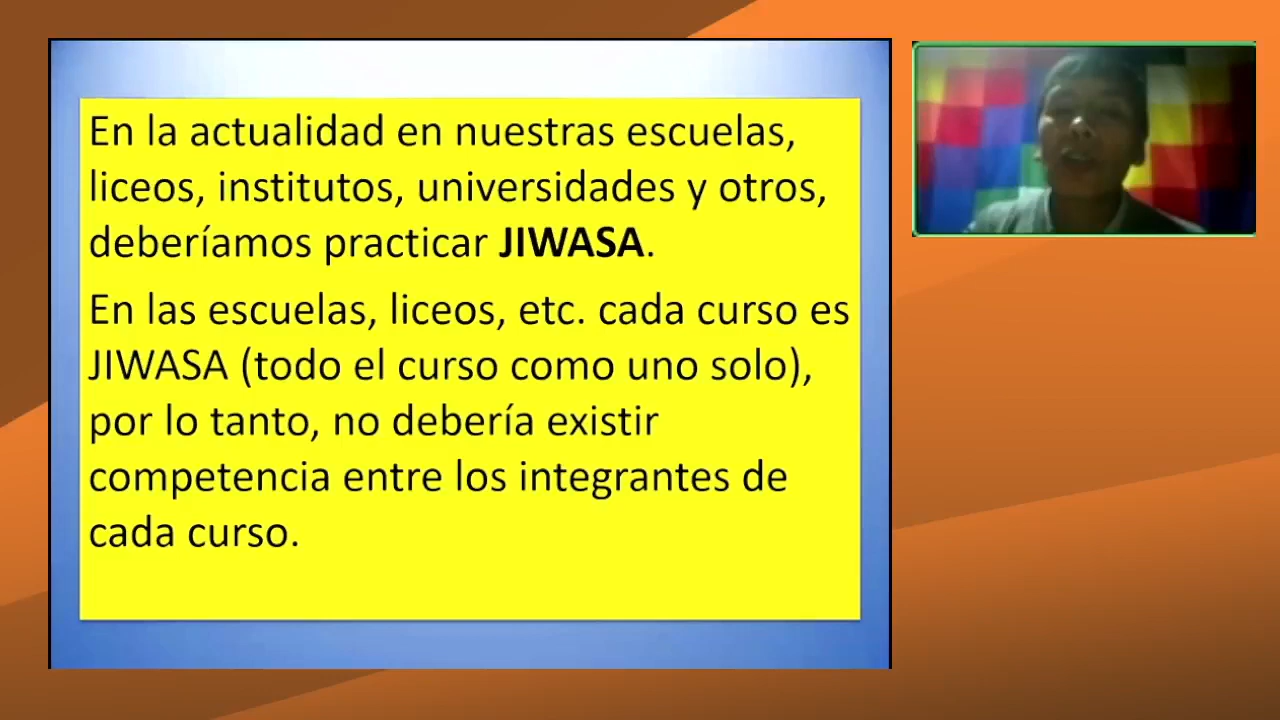 En la actualidad en nuestras escuelas,
liceos, institutos, universidades y otros,
deberíamos practicar JIWASA.
En las escuelas, liceos, etc. cada curso es
JIWASA (todo el curso como uno solo),
por lo tanto, no debería existir
competencia entre los integrantes de
cada curso.